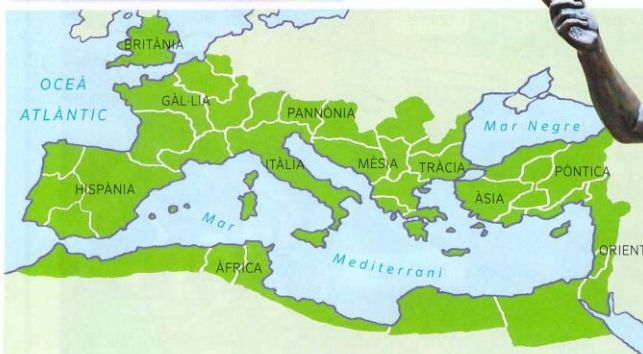 BRITÀNIA
OCEÀ
ATLÀNTIC
GÀL·LIA
PANNÒNIA
Mar Negre
ITÀLIA
MÈSIA
TRÀCIA
PÒNTICA
HISPÀNIA
ÀSIA
Mar
Mediterrani
ÀFRICA
ORIENT